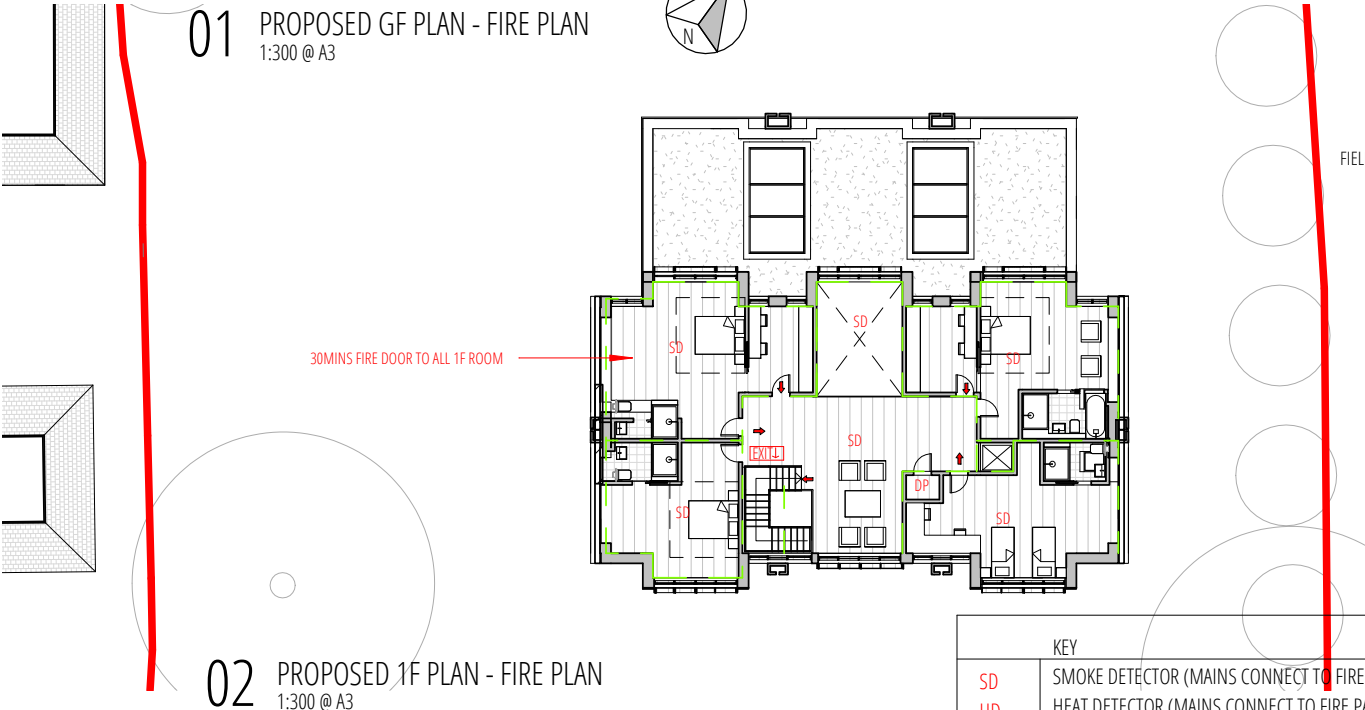 01 PROPOSED GF PLAN - FIRE PLAN
1:300 @ A3
N
FIEL
SD
30MINS FIRE DOOR TO ALL 1F ROOM
SD
SD
SD
EXIT
DP
SD
SD
KEY
02 PROPOSED 1F PLAN - FIRE PLAN
1:300 @ A3
SD SMOKE DETECTOR (MAINS CONNECT TO FIRE
HD HEAT DETECTOR (MAINS CONNECT TO FIRE